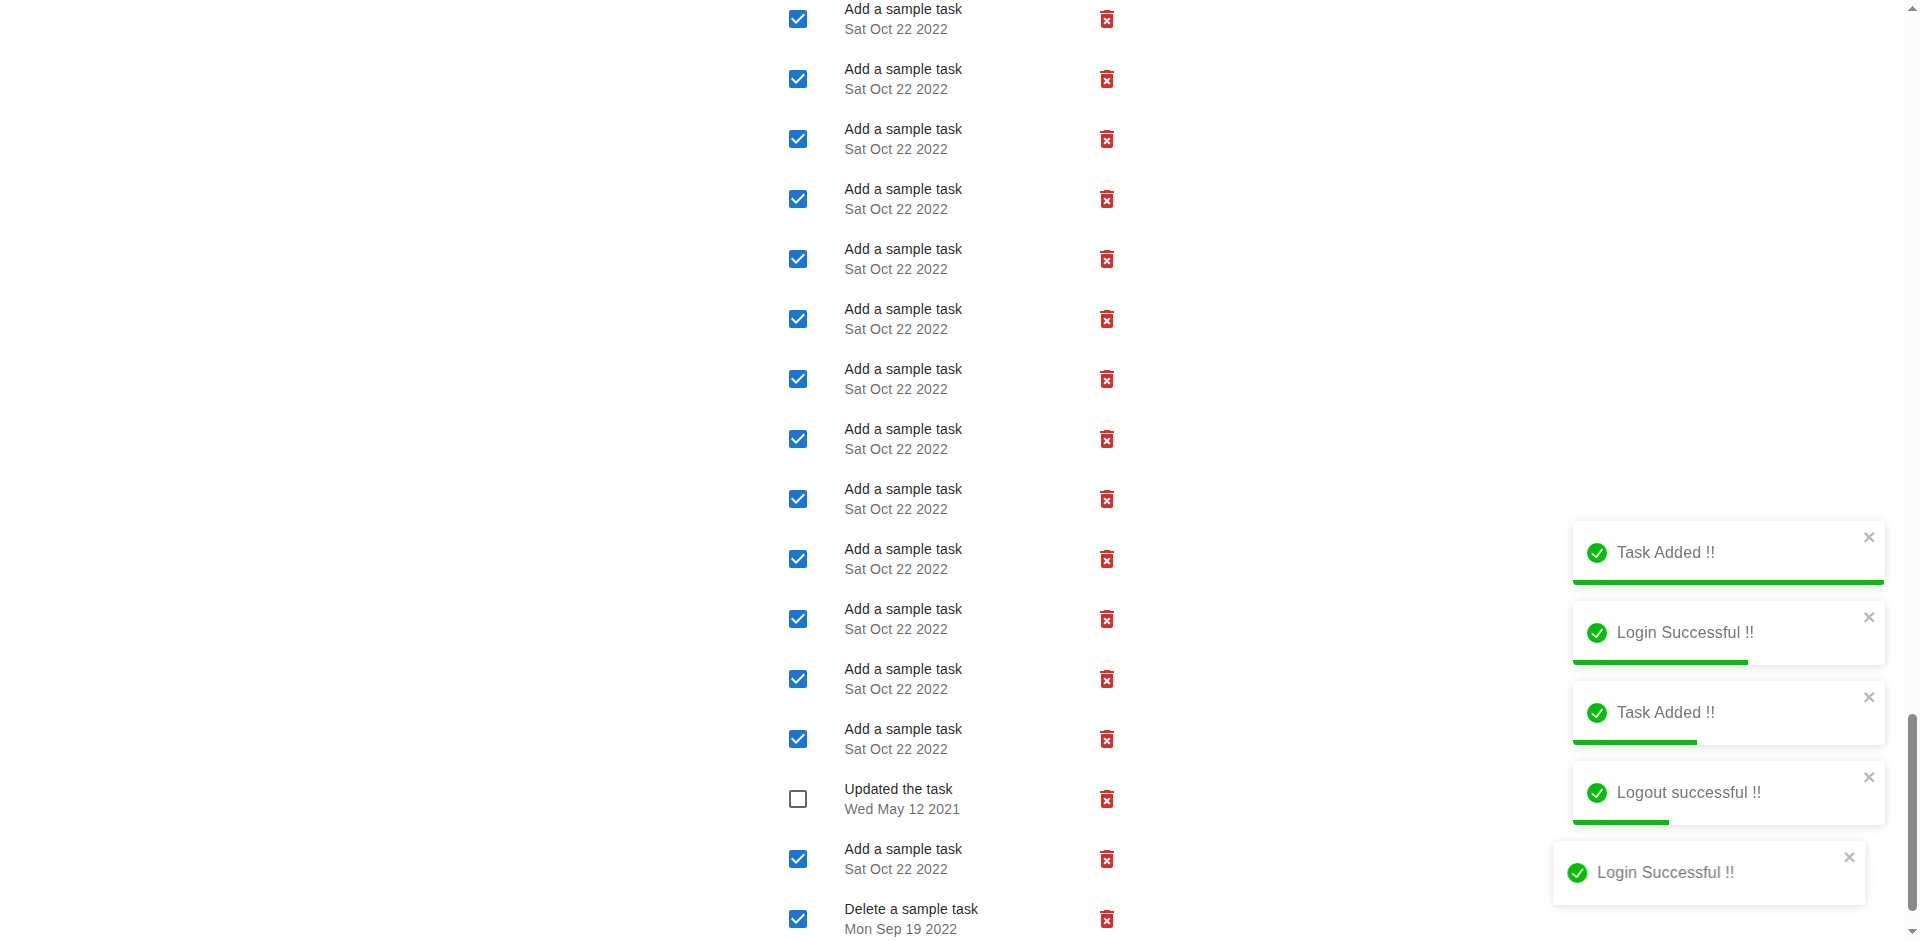 Add a sample task
Sat Oct 22 2022
Add a sample task
Sat Oct 22 2022
Add a sample task
Sat Oct 22 2022
Add a sample task
Sat Oct 22 2022
Add a sample task
Sat Oct 22 2022
Add a sample task
Sat Oct 22 2022
Add a sample task
Sat Oct 22 2022
Add a sample task
Sat Oct 22 2022
Add a sample task
Sat Oct 22 2022
Add a sample task
Sat Oct 22 2022
Add a sample task
Sat Oct 22 2022
Add a sample task
Sat Oct 22 2022
Add a sample task
Sat Oct 22 2022
Updated the task
Wed May 12 2021
Add a sample task
Sat Oct 22 2022
Delete a sample task
Mon Sep 19 2022
Task Added !!
Login Successful !!
Task Added !!
Logout successful !!
Login Successful !!